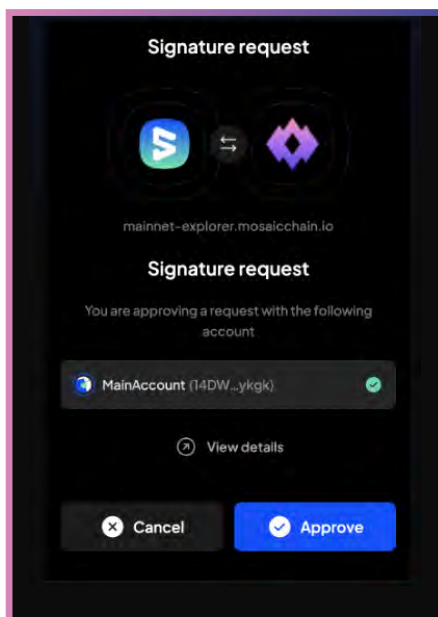 Signature request
mainnet-explorer.mosaicchain.io
Signature request
You are approving a request with the following
account
MainAccount (14DW...ykgk)
View details
Cancel
Approve